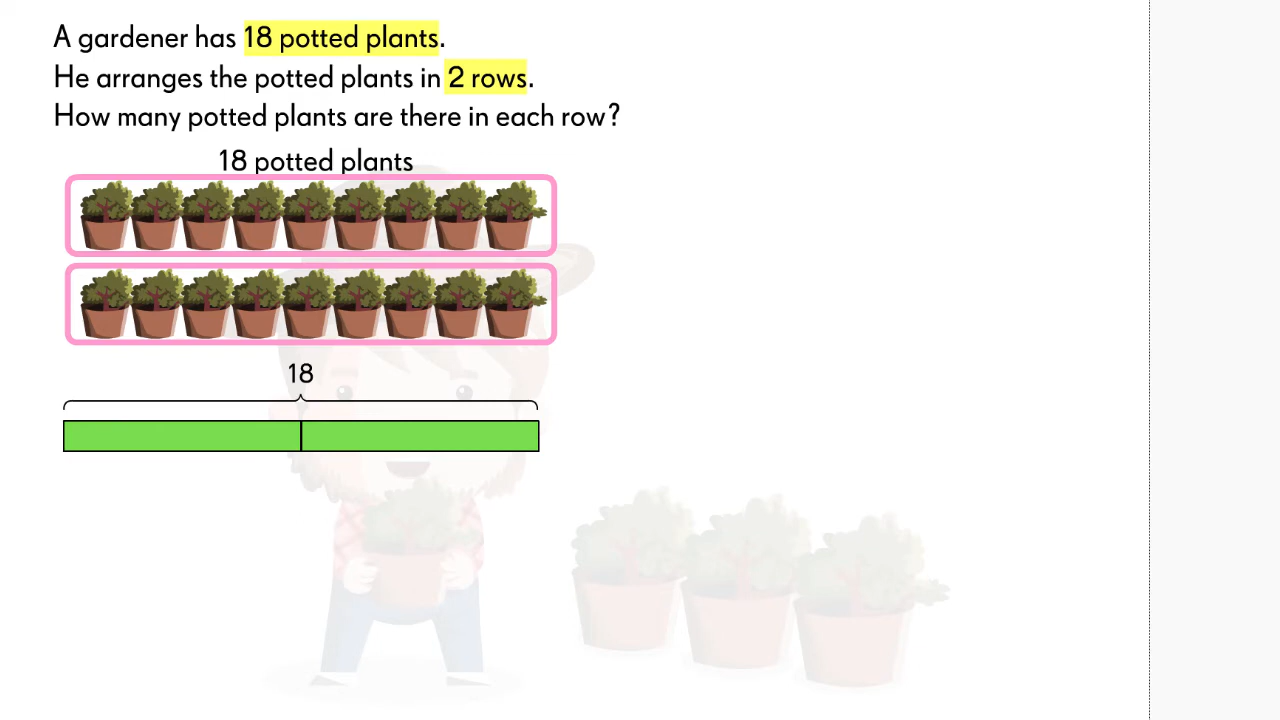 A gardener has 18 potted plants.
He arranges the potted plants in 2 rows.
How many potted plants are there in each row?
18 potted plants
18